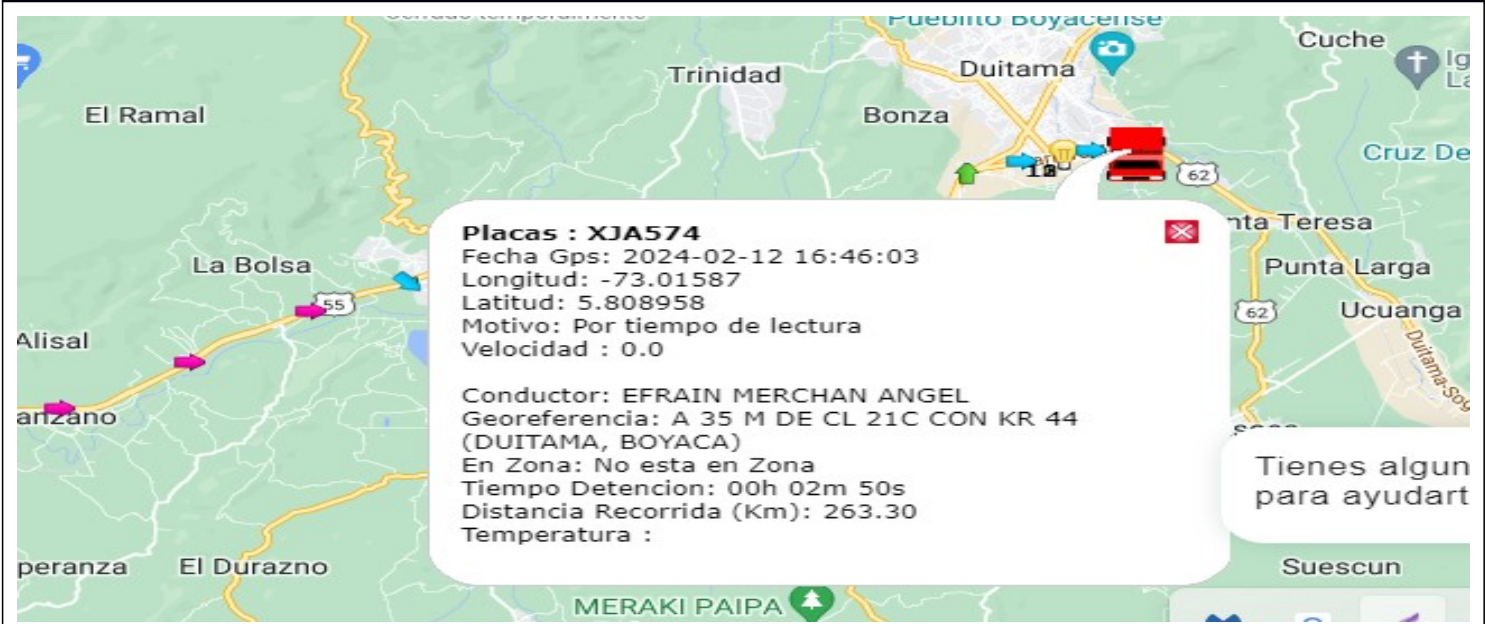 Pueblito Boyacense
Cuche
Trinidad
Duitama
El Ramal
Bonza
Cruz De
62
Placas : XJA574
Fecha Gps: 2024-02-12 16:46:03
Longitud: -73.01587
Latitud: 5.808958
Motivo: Por tiempo de lectura
Velocidad : 0.0
Conductor: EFRAIN MERCHAN ANGEL
Georeferencia: A 35 M DE CL 21C CON KR 44
(DUITAMA, BOYACA)
En Zona: No esta en Zona
Tiempo Detencion: 00h 02m 50s
Distancia Recorrida (Km): 263.30
Temperatura :
nta Teresa
La Bolsa
Punta Larga
55
62
Ucuanga
Alisal
Duitama-Sog
anzano
Tienes algun
para ayudart
peranza
El Durazno
Suescun
MERAKI PAIPA